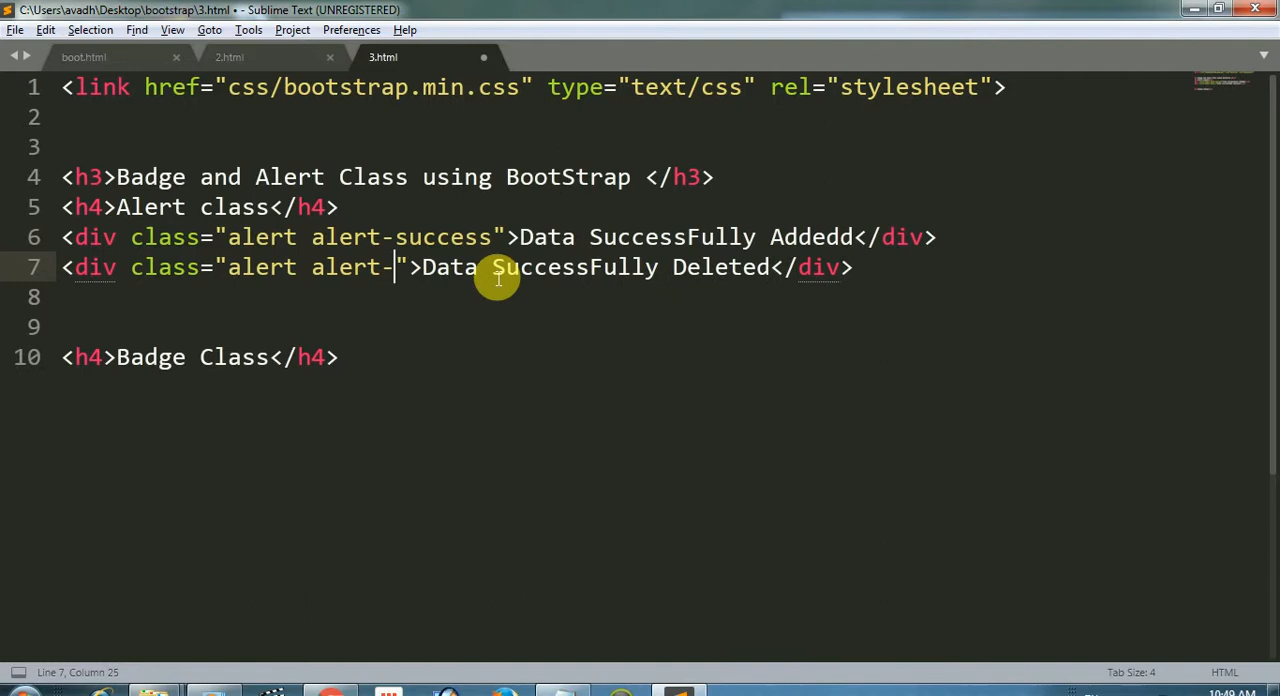 C:\Users\avadh\Desktop\bootstrap\3.html • - Sublime Text (UNREGISTERED)
File Edit Selection Find View Goto Tools Project Preferences Help
boot.html 2.html 3.html
1 <link href="css/bootstrap.min.css" type="text/css" rel="stylesheet">
2
3
4 <h3>Badge and Alert Class using BootStrap </h3>
5 <h4>Alert class</h4>
6 <div class="alert alert-success">Data SuccessFully Addedd</div>
7 <div class="alert alert-">Data SuccessFully Deleted</div>
8
9
10 <h4>Badge Class</h4>
Line 7, Column 25 Tab Size: 4 HTML
10:49 AM